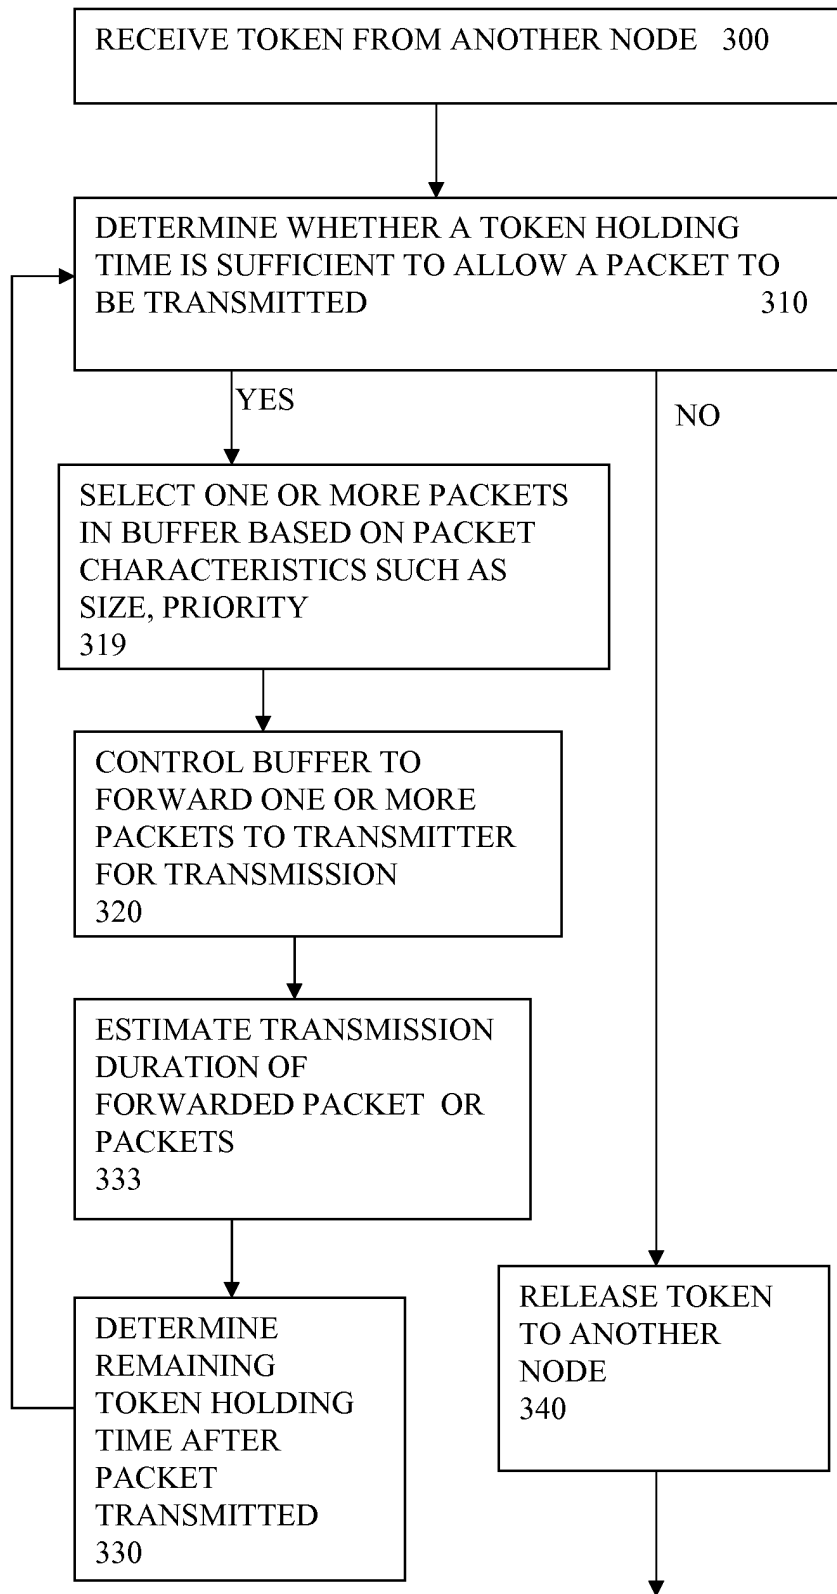 RECEIVE TOKEN FROM ANOTHER NODE 300
DETERMINE WHETHER A TOKEN HOLDING
TIME IS SUFFICIENT TO ALLOW A PACKET TO
BE TRANSMITTED 310
YES
NO
SELECT ONE OR MORE PACKETS
IN BUFFER BASED ON PACKET
CHARACTERISTICS SUCH AS
SIZE, PRIORITY
319
CONTROL BUFFER TO
FORWARD ONE OR MORE
PACKETS TO TRANSMITTER
FOR TRANSMISSION
320
ESTIMATE TRANSMISSION
DURATION OF
FORWARDED PACKET OR
PACKETS
333
DETERMINE
REMAINING
TOKEN HOLDING
TIME AFTER
PACKET
TRANSMITTED
330
RELEASE TOKEN
TO ANOTHER
NODE
340